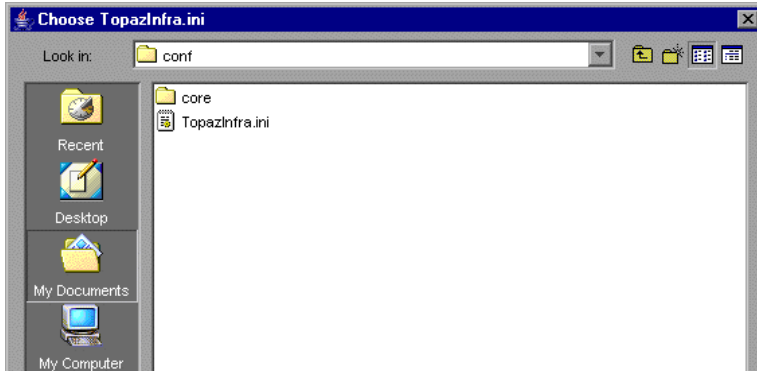 Choose TopazInfra.ini
Look in:
conf
core
TopazInfra.ini
Recent
Desktop
My Documents
My Computer